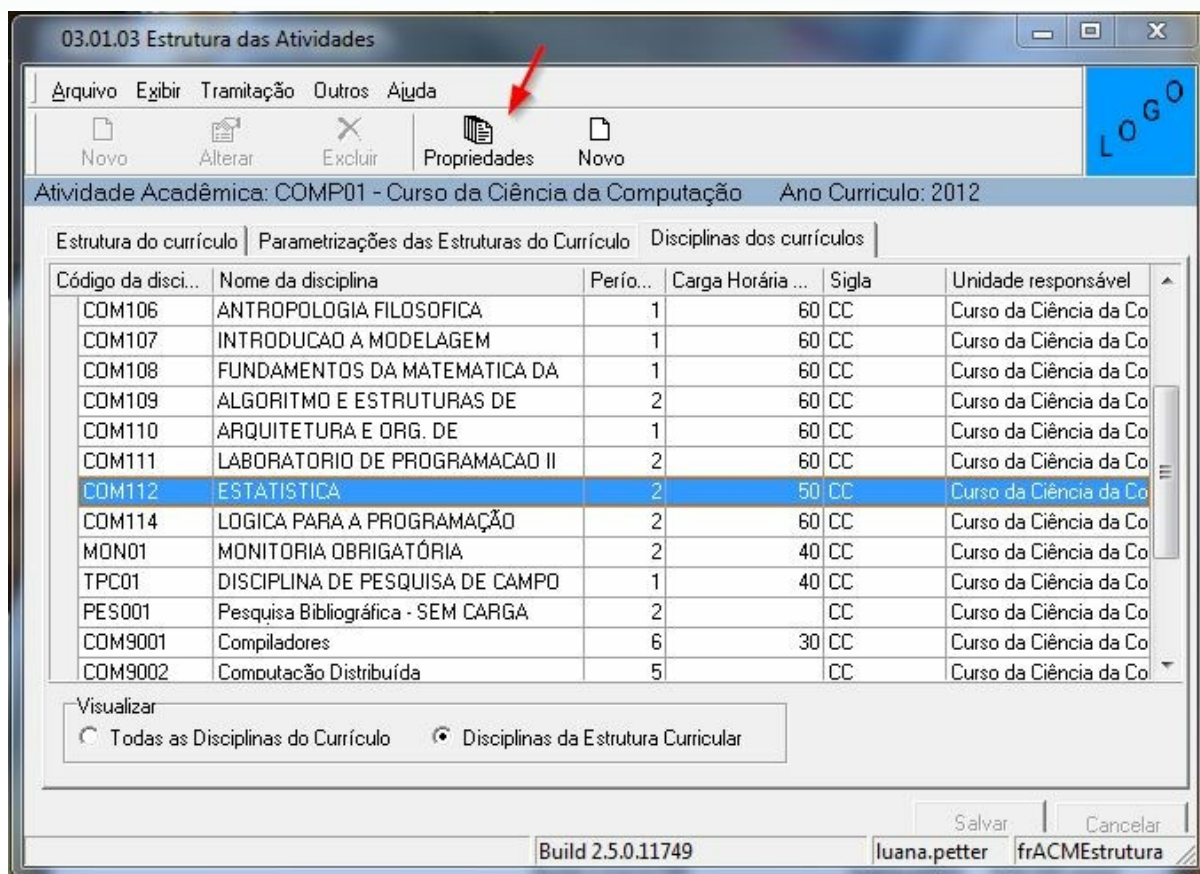 03.01.03 Estrutura das Atividades
Arquivo Exibir Tramitação Outros Ajuda
Novo Alterar Excluir Propriedades Novo
LOGO
Atividade Acadêmica: COMP01 - Curso da Ciência da Computação Ano Curriculo: 2012
Estrutura do currículo Parametrizações das Estruturas do Currículo Disciplinas dos currículos
Código da disci... Nome da disciplina Perío... Carga Horária ... Sigla Unidade responsável
COM106 ANTROPOLOGIA FILOSOFICA 1 60 CC Curso da Ciência da Co
COM107 INTRODUCAO A MODELAGEM 1 60 CC Curso da Ciência da Co
COM108 FUNDAMENTOS DA MATEMATICA DA 1 60 CC Curso da Ciência da Co
COM109 ALGORITMO E ESTRUTURAS DE 2 60 CC Curso da Ciência da Co
COM110 ARQUITETURA E ORG. DE 1 60 CC Curso da Ciência da Co
COM111 LABORATORIO DE PROGRAMACAO II 2 60 CC Curso da Ciência da Co
COM112 ESTATISTICA 2 50 CC Curso da Ciência da Co
COM114 LOGICA PARA A PROGRAMAÇÃO 2 60 CC Curso da Ciência da Co
MON01 MONITORIA OBRIGATÓRIA 2 40 CC Curso da Ciência da Co
TPC01 DISCIPLINA DE PESQUISA DE CAMPO 1 40 CC Curso da Ciência da Co
PES001 Pesquisa Bibliográfica - SEM CARGA 2 CC Curso da Ciência da Co
COM9001 Compiladores 6 30 CC Curso da Ciência da Co
COM9002 Computacão Distribuída 5 CC Curso da Ciência da Co
Visualizar
Todas as Disciplinas do Currículo Disciplinas da Estrutura Curricular
Salvar Cancelar
Build 2.5.0.11749 luana.petter frACMEstrutura